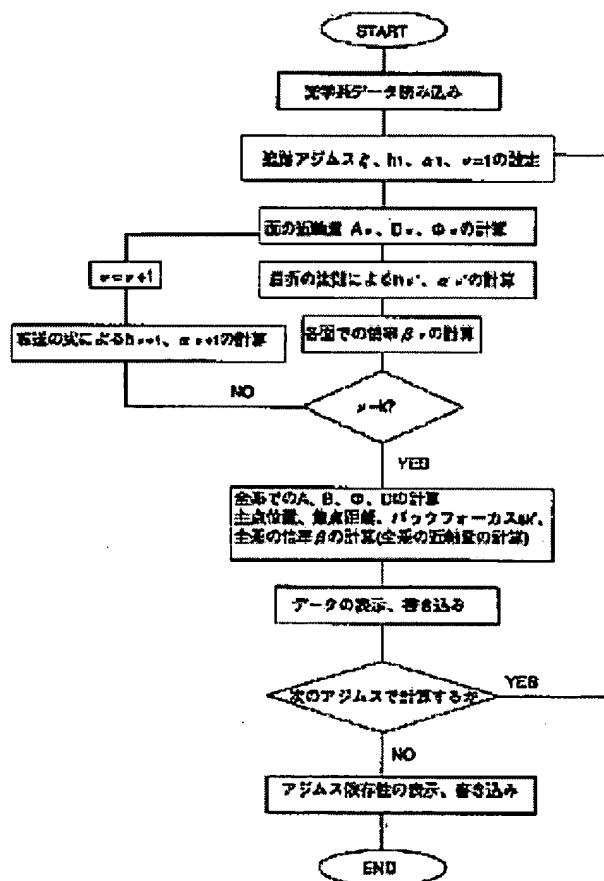 START
光学系データ読み込み
追跡アジムスζ、h1、α1、ν=1の設定
面の近軸量 Aν、Dν、Φνの計算
ν=ν+1
屈折の法則によるhν'、αν'の計算
転送の式によるhν+1、αν+1の計算
各面での倍率βνの計算
NO
ν=k?
YES
全系でのA、B、Φ、Dの計算
主点位置、焦点距離、バックフォーカスsk'、
全系の倍率βの計算(全系の近軸量の計算)
データの表示、書き込み
次のアジムスで計算するか
YES
NO
アジムス依存性の表示、書き込み
END